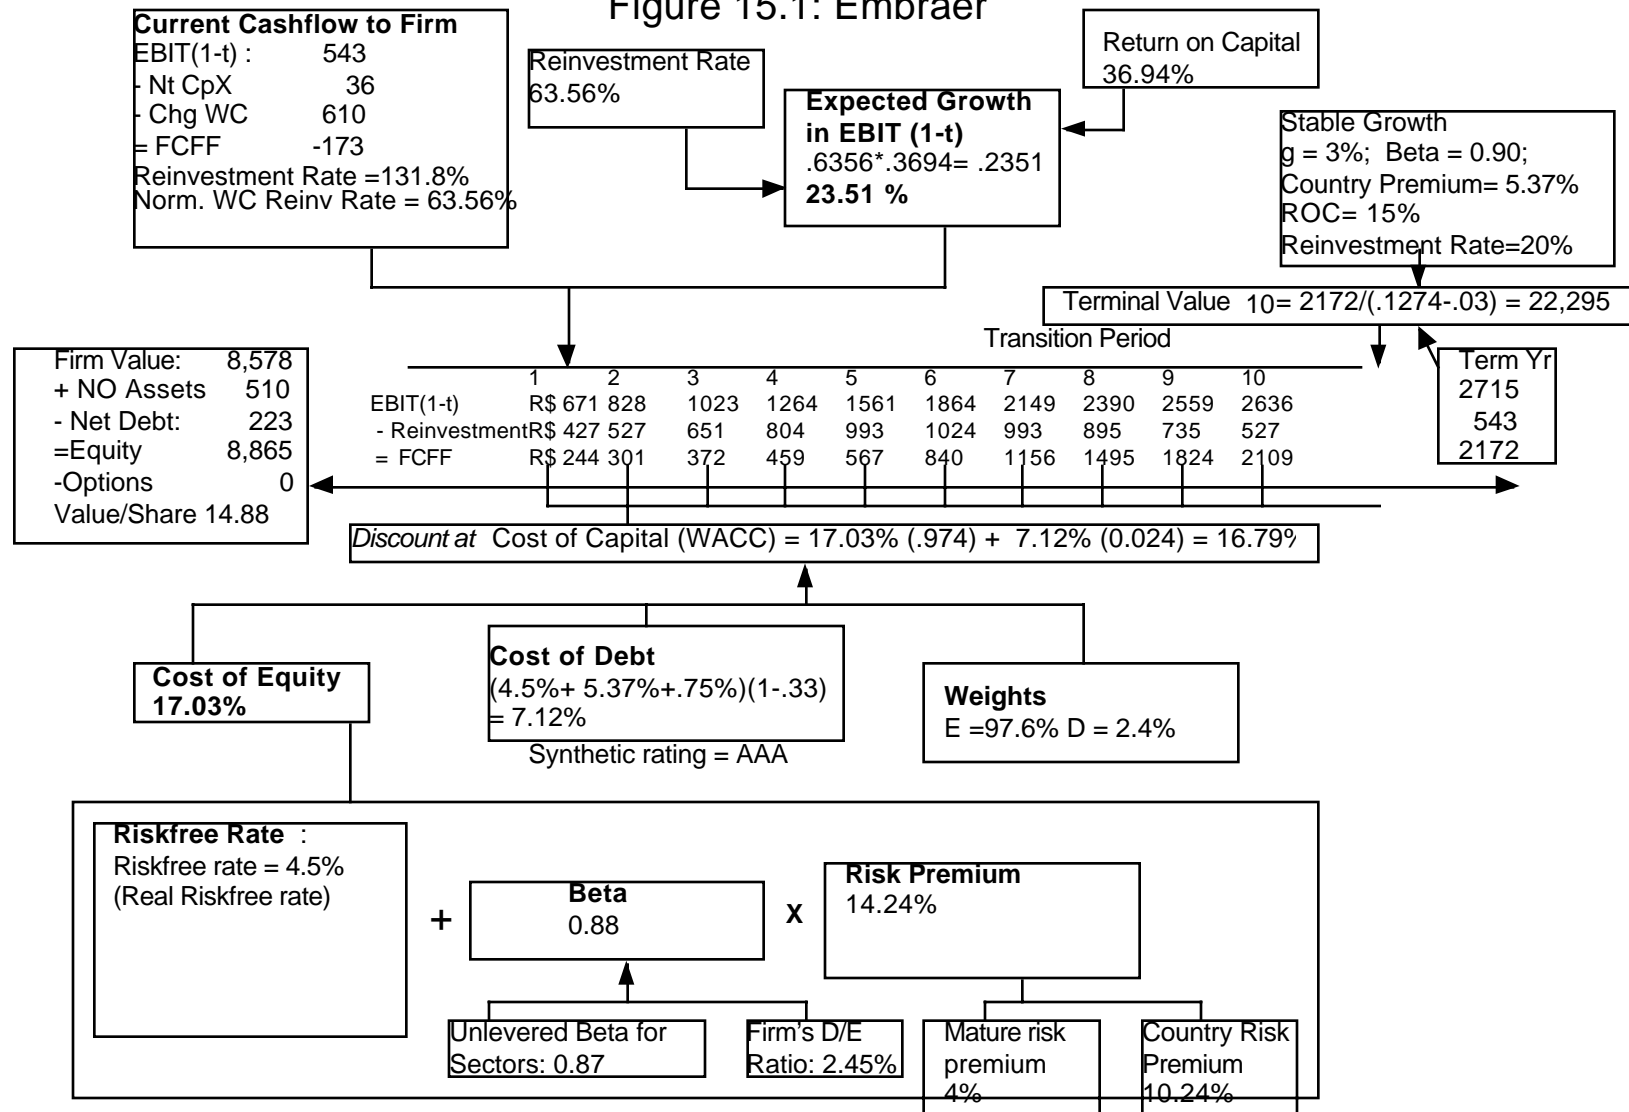 Figure 15.1: Embraer
Current Cashflow to Firm
EBIT(1-t) : 543
- Nt CpX 36
- Chg WC 610
= FCFF -173
Reinvestment Rate =131.8%
Norm. WC Reinv Rate = 63.56%
Reinvestment Rate
63.56%
Expected Growth
in EBIT (1-t)
.6356*.3694= .2351
23.51 %
Return on Capital
36.94%
Stable Growth
g = 3%; Beta = 0.90;
Country Premium= 5.37%
ROC= 15%
Reinvestment Rate=20%
Terminal Value 10= 2172/(.1274-.03) = 22,295
Transition Period
Firm Value: 8,578
+ NO Assets 510
- Net Debt: 223
=Equity 8,865
-Options 0
Value/Share 14.88
1 2 3 4 5 6 7 8 9 10
EBIT(1-t) R$ 671 828 1023 1264 1561 1864 2149 2390 2559 2636
- Reinvestment R$ 427 527 651 804 993 1024 993 895 735 527
= FCFF R$ 244 301 372 459 567 840 1156 1495 1824 2109
Term Yr
2715
543
2172
Discount at Cost of Capital (WACC) = 17.03% (.974) + 7.12% (0.024) = 16.79%
Cost of Equity
17.03%
Cost of Debt
(4.5%+ 5.37%+.75%)(1-.33)
= 7.12%
Synthetic rating = AAA
Weights
E =97.6% D = 2.4%
Riskfree Rate :
Riskfree rate = 4.5%
(Real Riskfree rate)
+
Beta
0.88
X
Risk Premium
14.24%
Unlevered Beta for
Sectors: 0.87
Firm's D/E
Ratio: 2.45%
Mature risk
premium
4%
Country Risk
Premium
10.24%